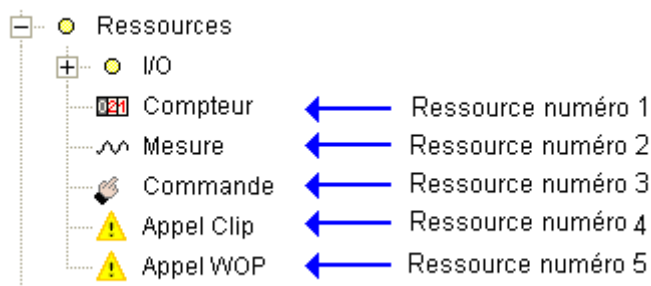 Ressources
I/O
021 Compteur Ressource numéro 1
Mesure Ressource numéro 2
Commande Ressource numéro 3
Appel Clip Ressource numéro 4
Appel WOP Ressource numéro 5